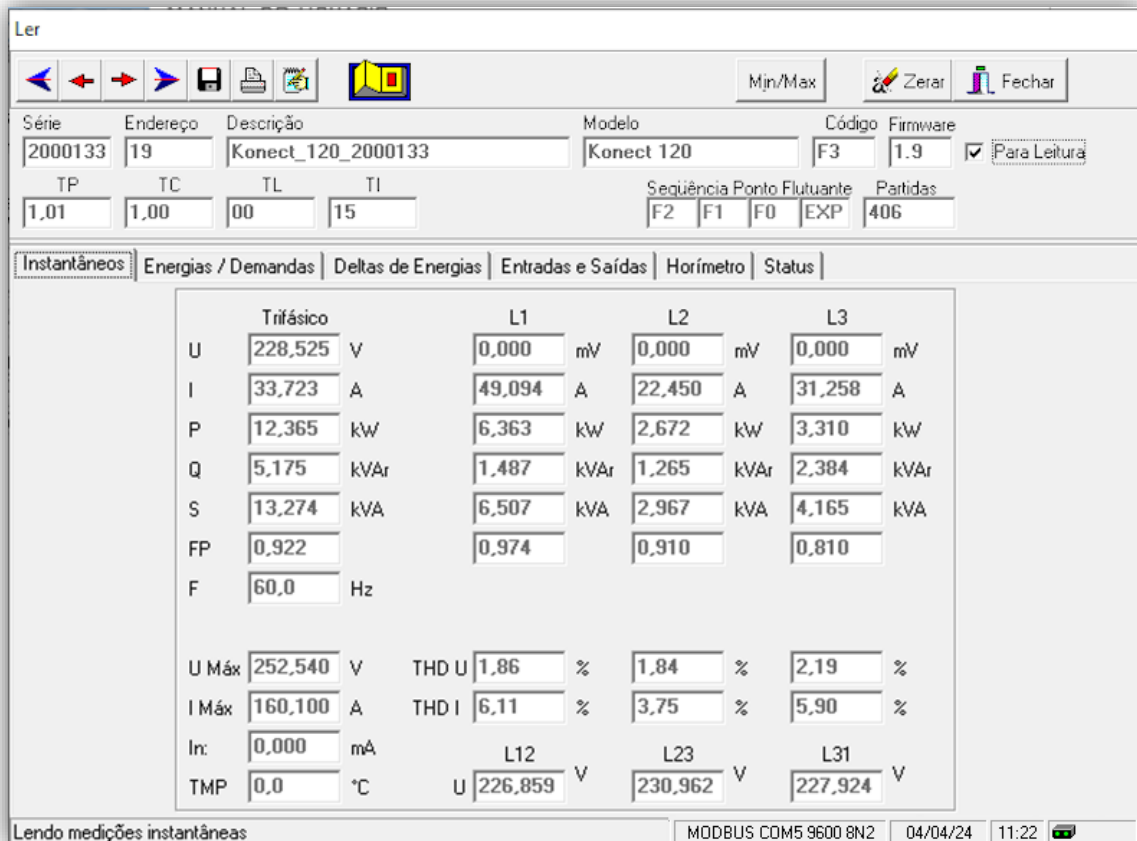 Ler
Min/Max Zerar Fechar
Série Endereço Descrição Modelo Código Firmware
2000133 19 Konect_120_2000133 Konect 120 F3 1.9 Para Leitura
TP TC TL TI Seqüência Ponto Flutuante Partidas
1,01 1,00 00 15 F2 F1 F0 EXP 406
Instantâneos Energias / Demandas Deltas de Energias Entradas e Saídas Horímetro Status
Trifásico L1 L2 L3
U 228,525 V 0,000 mV 0,000 mV 0,000 mV
I 33,723 A 49,094 A 22,450 A 31,258 A
P 12,365 kW 6,363 kW 2,672 kW 3,310 kW
Q 5,175 kVAr 1,487 kVAr 1,265 kVAr 2,384 kVAr
S 13,274 kVA 6,507 kVA 2,967 kVA 4,165 kVA
FP 0,922 0,974 0,910 0,810
F 60,0 Hz
U Máx 252,540 V THD U 1,86 % 1,84 % 2,19 %
I Máx 160,100 A THD I 6,11 % 3,75 % 5,90 %
In: 0,000 mA L12 L23 L31
TMP 0,0 °C U 226,859 V 230,962 V 227,924 V
Lendo medições instantâneas MODBUS COM5 9600 8N2 04/04/24 11:22